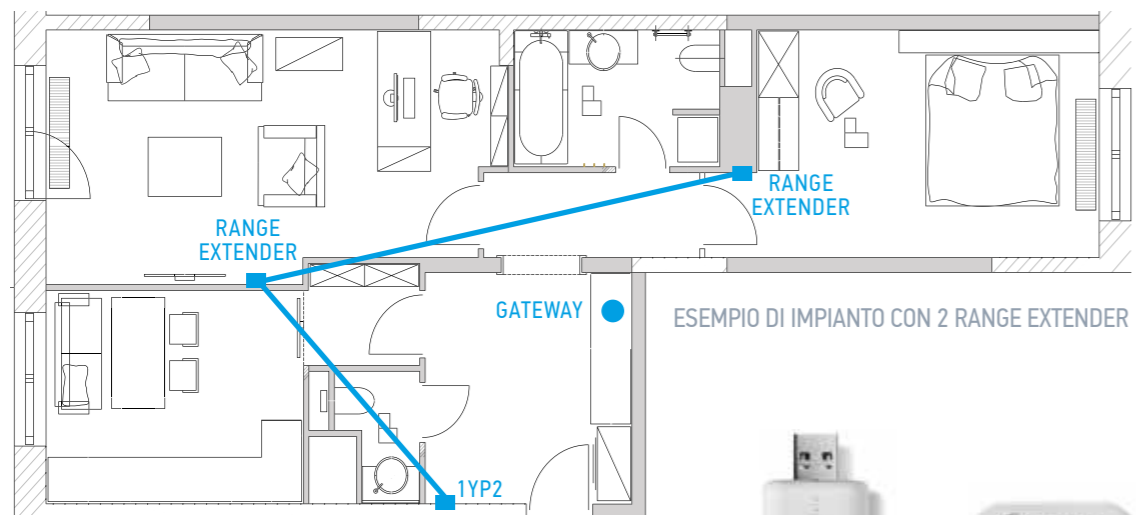 RANGE
EXTENDER
RANGE
EXTENDER
GATEWAY
ESEMPIO DI IMPIANTO CON 2 RANGE EXTENDER
1YP2